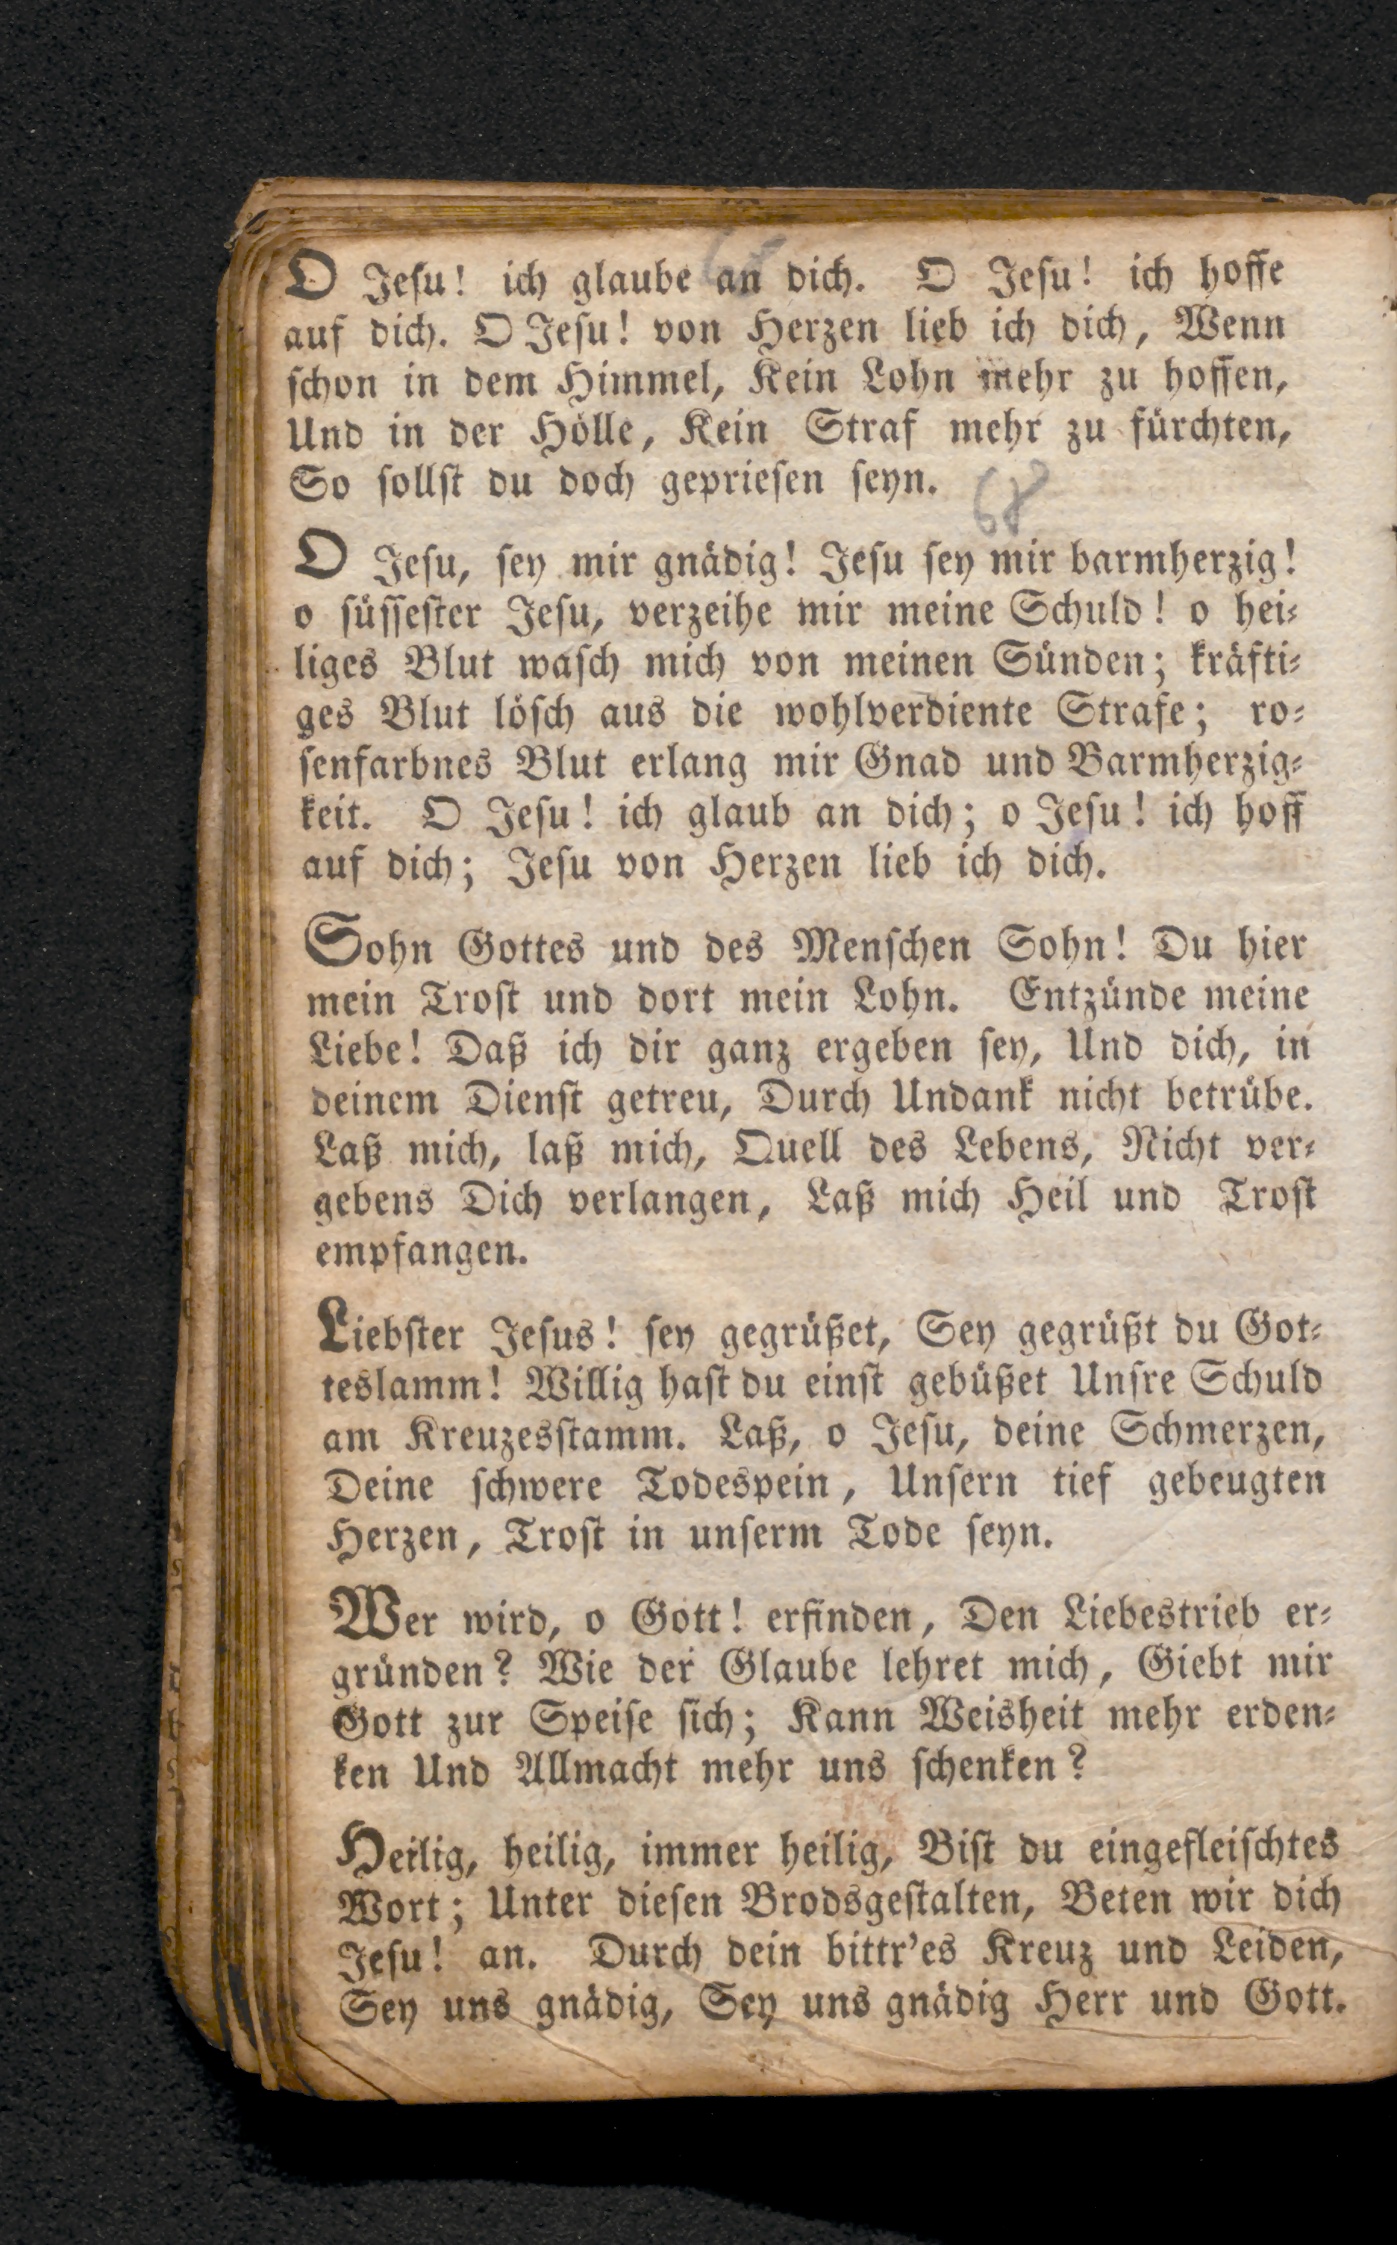 O Jesu! ich glaube an dich. O Jesu! ich hoffe
auf dich. O Jesu! von Herzen lieb ich dich, Wenn
schon in dem Himmel, Kein Lohn mehr zu hoffen,
Und in der Hölle, Kein Straf mehr zu fürchten,
So sollst du doch gepriesen seyn.
68
O Jesu, sey mir gnädig! Jesu sey mir barmherzig!
o süssester Jesu, verzeihe mir meine Schuld! o hei-
liges Blut wasch mich von meinen Sünden; kräfti-
ges Blut lösch aus die wohlverdiente Strafe; ro-
senfarbnes Blut erlang mir Gnad und Barmherzig-
keit. O Jesu! ich glaub an dich; o Jesu! ich hoff
auf dich; Jesu von Herzen lieb ich dich.
Sohn Gottes und des Menschen Sohn! Du hier
mein Trost und dort mein Lohn. Entzünde meine
Liebe! Daß ich dir ganz ergeben sey, Und dich, in
deinem Dienst getreu, Durch Undank nicht betrübe.
Laß mich, laß mich, Quell des Lebens, Nicht ver-
gebens Dich verlangen, Laß mich Heil und Trost
empfangen.
Liebster Jesus! sey gegrüßet, Sey gegrüßt du Got-
teslamm! Willig hast du einst gebüßet Unsre Schuld
am Kreuzesstamm. Laß, o Jesu, deine Schmerzen,
Deine schwere Todespein, Unsern tief gebeugten
Herzen, Trost in unserm Tode seyn.
Wer wird, o Gott! erfinden, Den Liebestrieb er-
gründen? Wie der Glaube lehret mich, Giebt mir
Gott zur Speise sich; Kann Weisheit mehr erden-
ken Und Allmacht mehr uns schenken?
Heilig, heilig, immer heilig, Bist du eingefleischtes
Wort; Unter diesen Brodsgestalten, Beten wir dich
Jesu! an. Durch dein bittr'es Kreuz und Leiden,
Sey uns gnädig, Sey uns gnädig Herr und Gott.